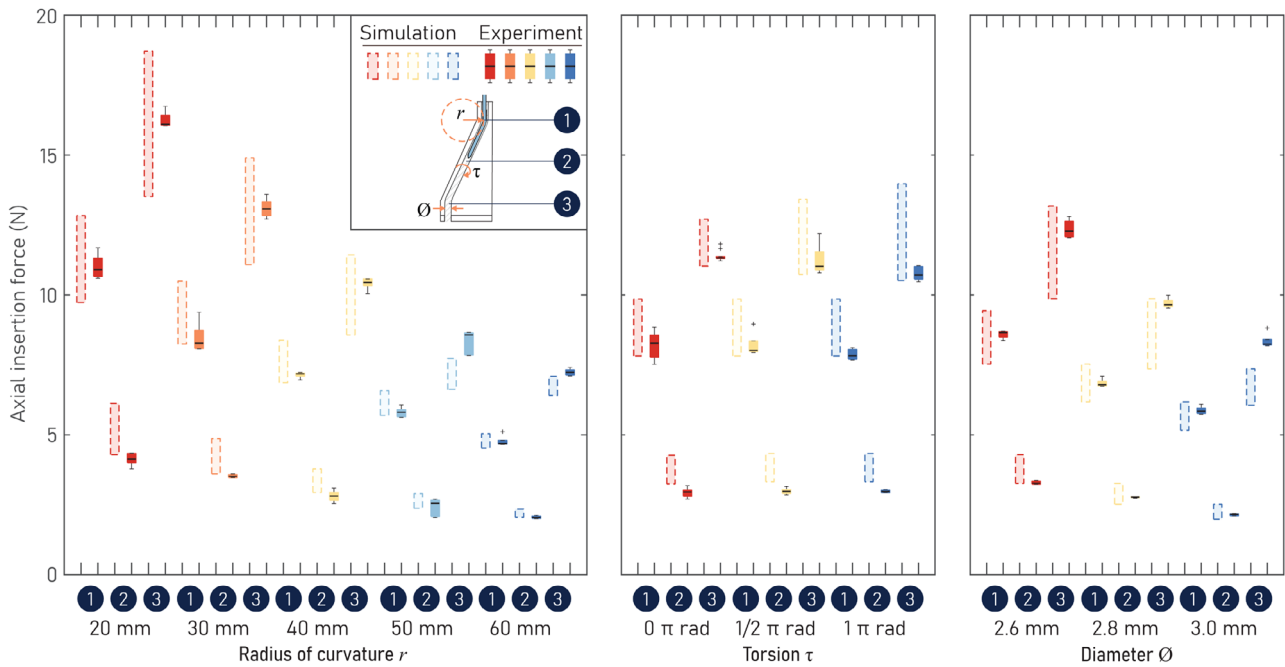 20
15
10
5
0
Axial insertion force (N)
Simulation Experiment
r
1
2
τ
3
Ø
1 2 3 1 2 3 1 2 3 1 2 3 1 2 3
20 mm 30 mm 40 mm 50 mm 60 mm
Radius of curvature r
1 2 3 1 2 3 1 2 3
0 π rad 1/2 π rad 1 π rad
Torsion τ
1 2 3 1 2 3 1 2 3
2.6 mm 2.8 mm 3.0 mm
Diameter Ø